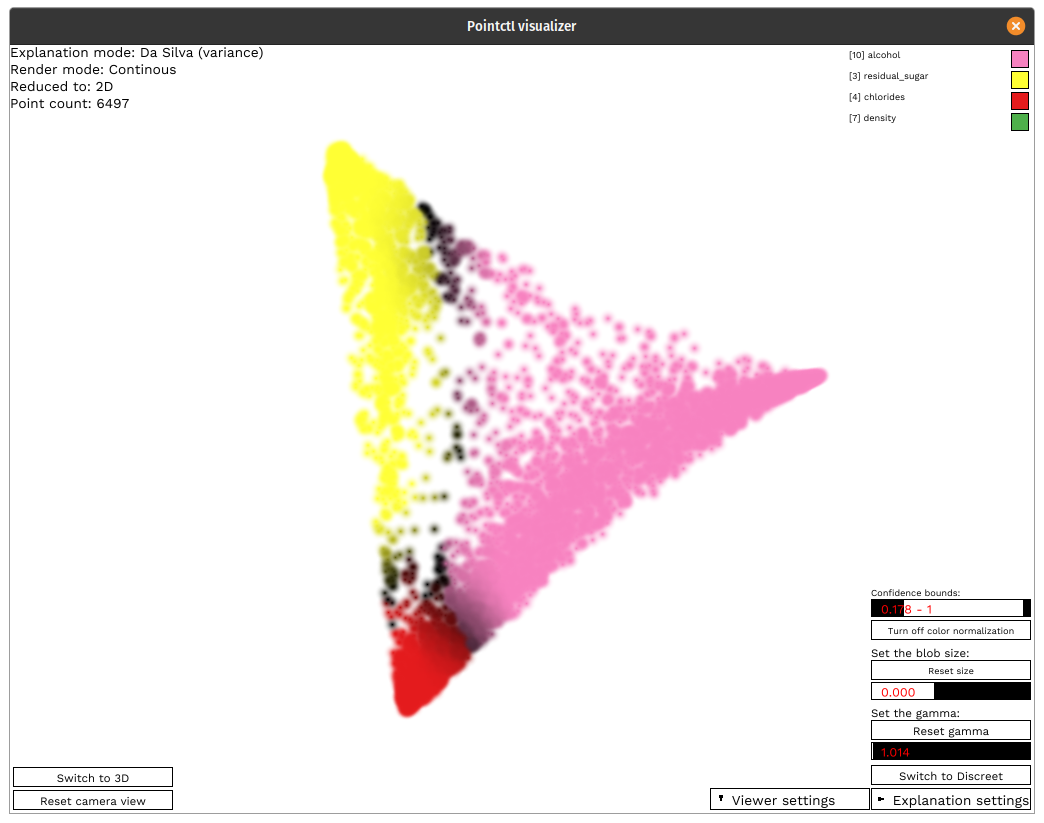 Pointctl visualizer
Explanation mode: Da Silva (variance)
Render mode: Continous
Reduced to: 2D
Point count: 6497
[10] alcohol
[3] residual_sugar
[4] chlorides
[7] density
Confidence bounds:
0.178 - 1
Turn off color normalization
Set the blob size:
Reset size
0.000
Set the gamma:
Reset gamma
1.014
Switch to Discreet
Switch to 3D
Reset camera view
Viewer settings
Explanation settings